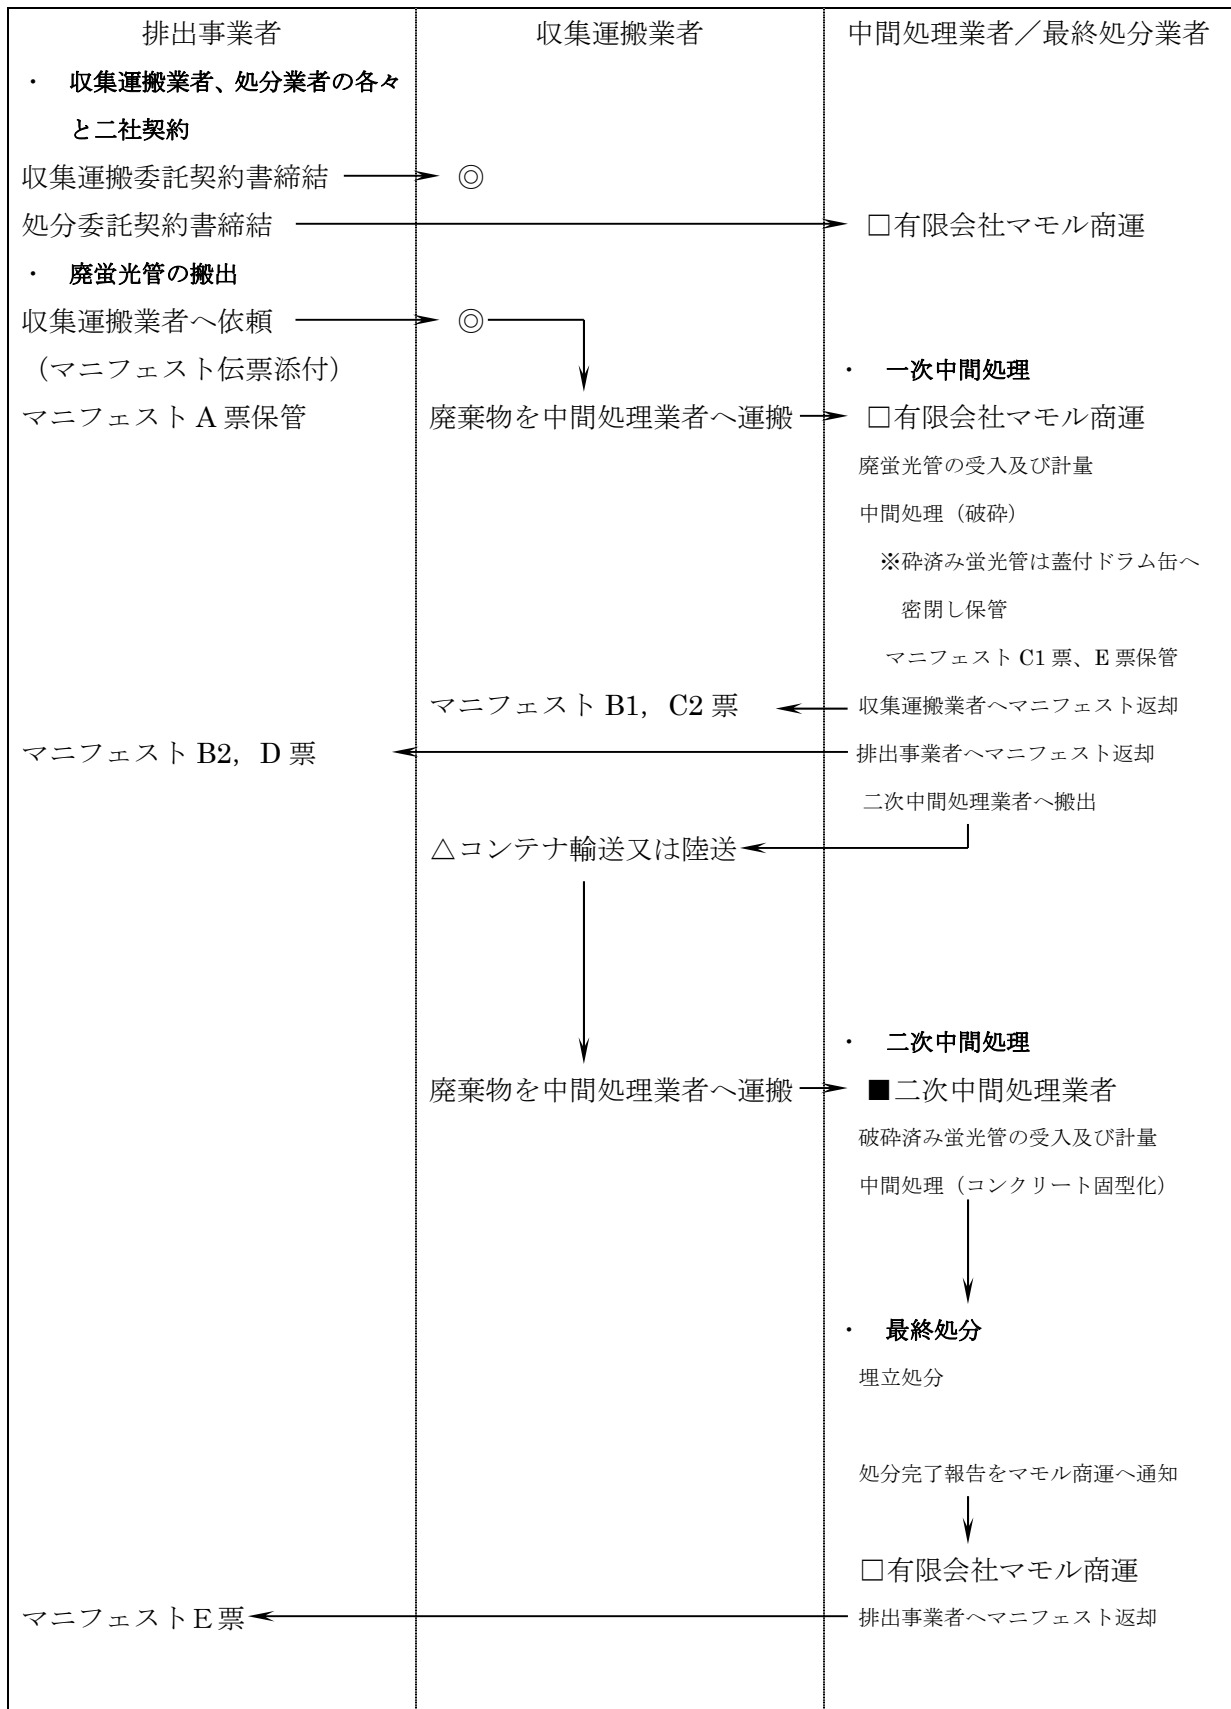 排出事業者 収集運搬業者 中間処理業者／最終処分業者
・ 収集運搬業者、処分業者の各々
と二社契約
収集運搬委託契約書締結 ◎
処分委託契約書締結 □有限会社マモル商運
・ 廃蛍光管の搬出
収集運搬業者へ依頼 ◎
（マニフェスト伝票添付） ・ 一次中間処理
マニフェスト A 票保管 廃棄物を中間処理業者へ運搬 □有限会社マモル商運
廃蛍光管の受入及び計量
中間処理（破砕）
※砕済み蛍光管は蓋付ドラム缶へ
密閉し保管
マニフェスト C1 票、E 票保管
マニフェスト B1，C2 票 収集運搬業者へマニフェスト返却
マニフェスト B2，D 票 排出事業者へマニフェスト返却
二次中間処理業者へ搬出
△コンテナ輸送又は陸送
・ 二次中間処理
廃棄物を中間処理業者へ運搬 ■二次中間処理業者
破砕済み蛍光管の受入及び計量
中間処理（コンクリート固型化）
・ 最終処分
埋立処分
処分完了報告をマモル商運へ通知
□有限会社マモル商運
マニフェストE 票 排出事業者へマニフェスト返却